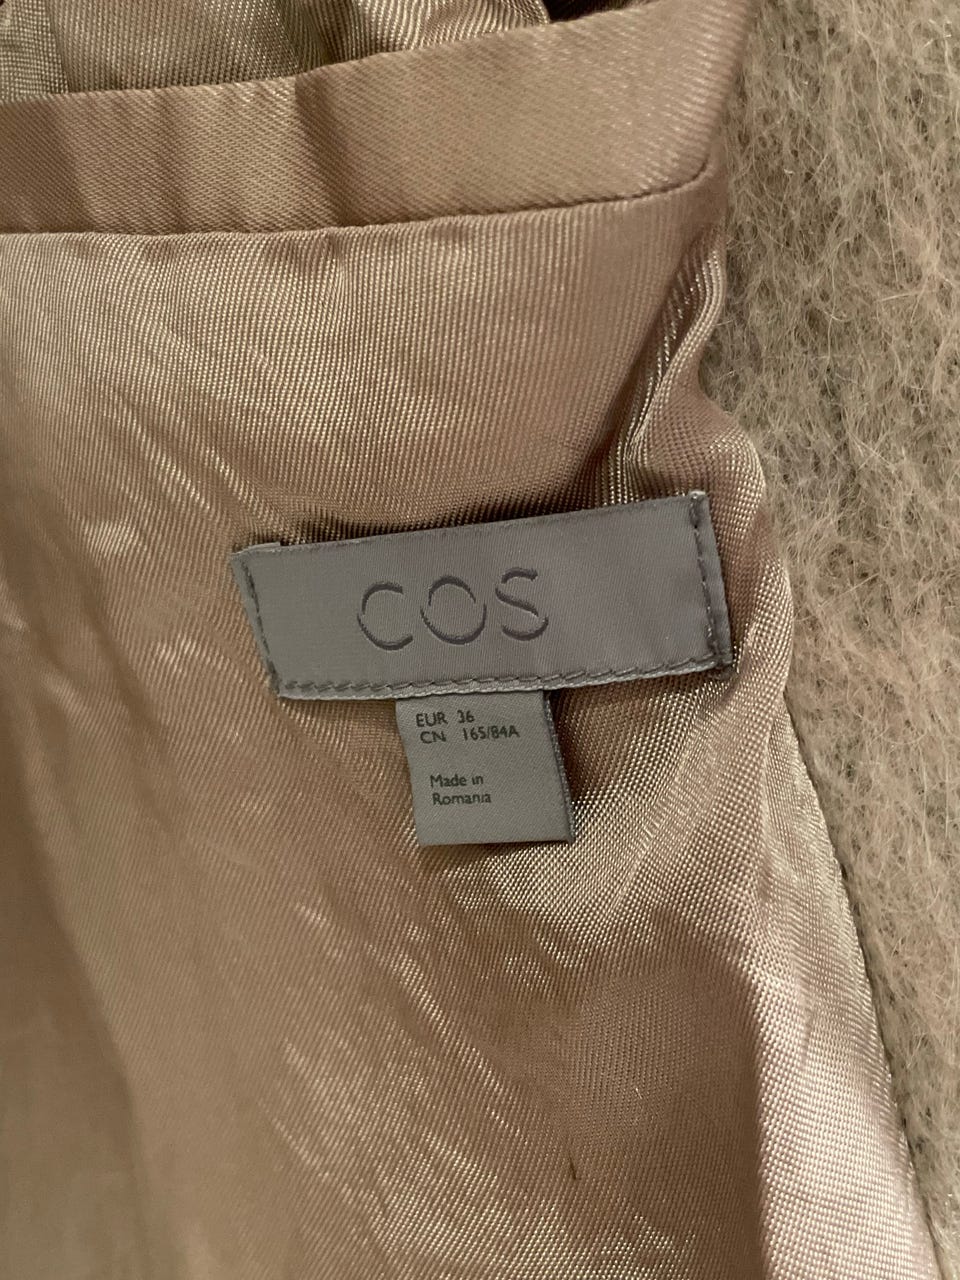 COS
EUR 36
CN 165/84A
Made in
Romania